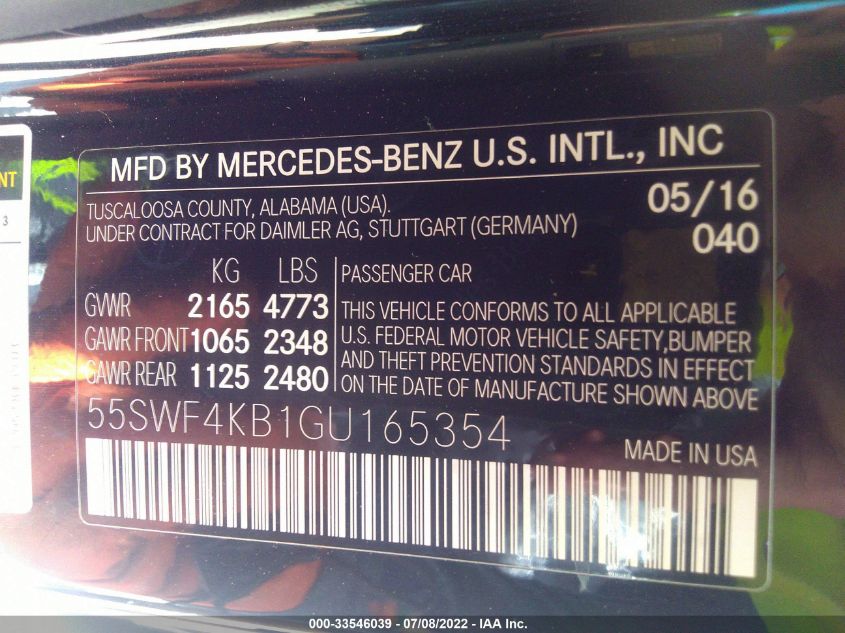 MFD BY MERCEDES-BENZ U.S. INTL., INC
TUSCALOOSA COUNTY, ALABAMA (USA). 05/16
UNDER CONTRACT FOR DAIMLER AG, STUTTGART (GERMANY) 040
KG LBS PASSENGER CAR
GVWR 2165 4773 THIS VEHICLE CONFORMS TO ALL APPLICABLE
GAWR FRONT 1065 2348 U.S. FEDERAL MOTOR VEHICLE SAFETY, BUMPER
GAWR REAR 1125 2480 AND THEFT PREVENTION STANDARDS IN EFFECT
ON THE DATE OF MANUFACTURE SHOWN ABOVE
55SWF4KB1GU165354
MADE IN USA
NT
3
000-33546039 - 07/08/2022 - IAA Inc.